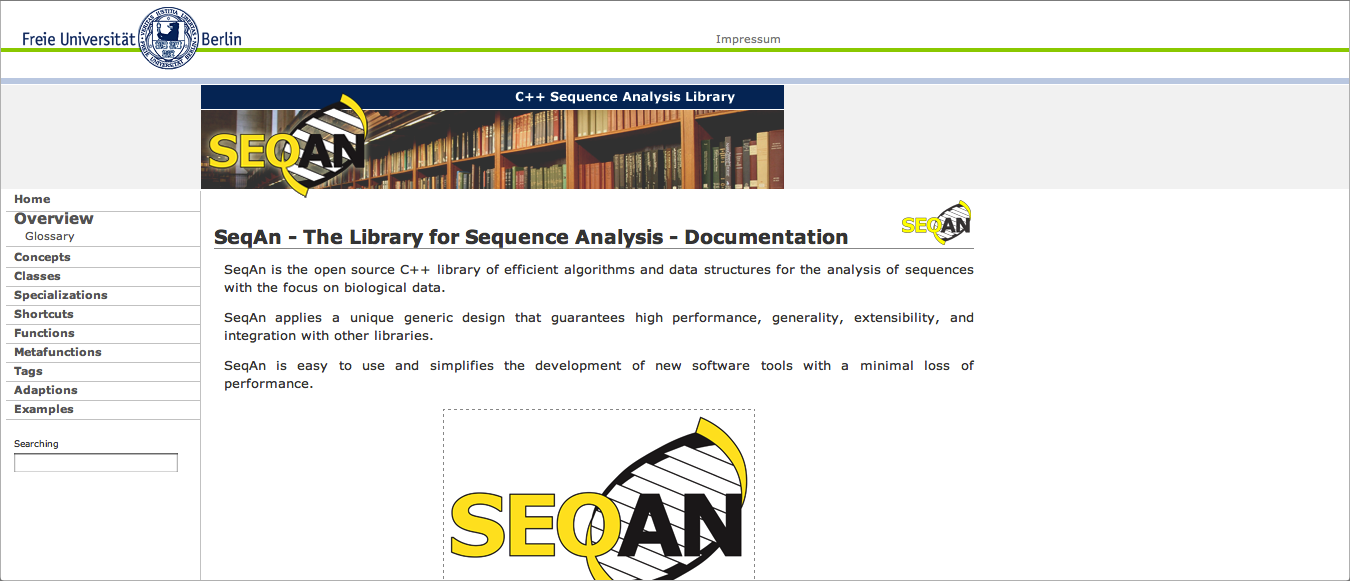 Freie Universität Berlin
Impressum
C++ Sequence Analysis Library
SEQAN
Home
Overview
Glossary
Concepts
Classes
Specializations
Shortcuts
Functions
Metafunctions
Tags
Adaptions
Examples
Searching
SEQAN
SeqAn - The Library for Sequence Analysis - Documentation
SeqAn is the open source C++ library of efficient algorithms and data structures for the analysis of sequences
with the focus on biological data.
SeqAn applies a unique generic design that guarantees high performance, generality, extensibility, and
integration with other libraries.
SeqAn is easy to use and simplifies the development of new software tools with a minimal loss of
performance.
SEQAN